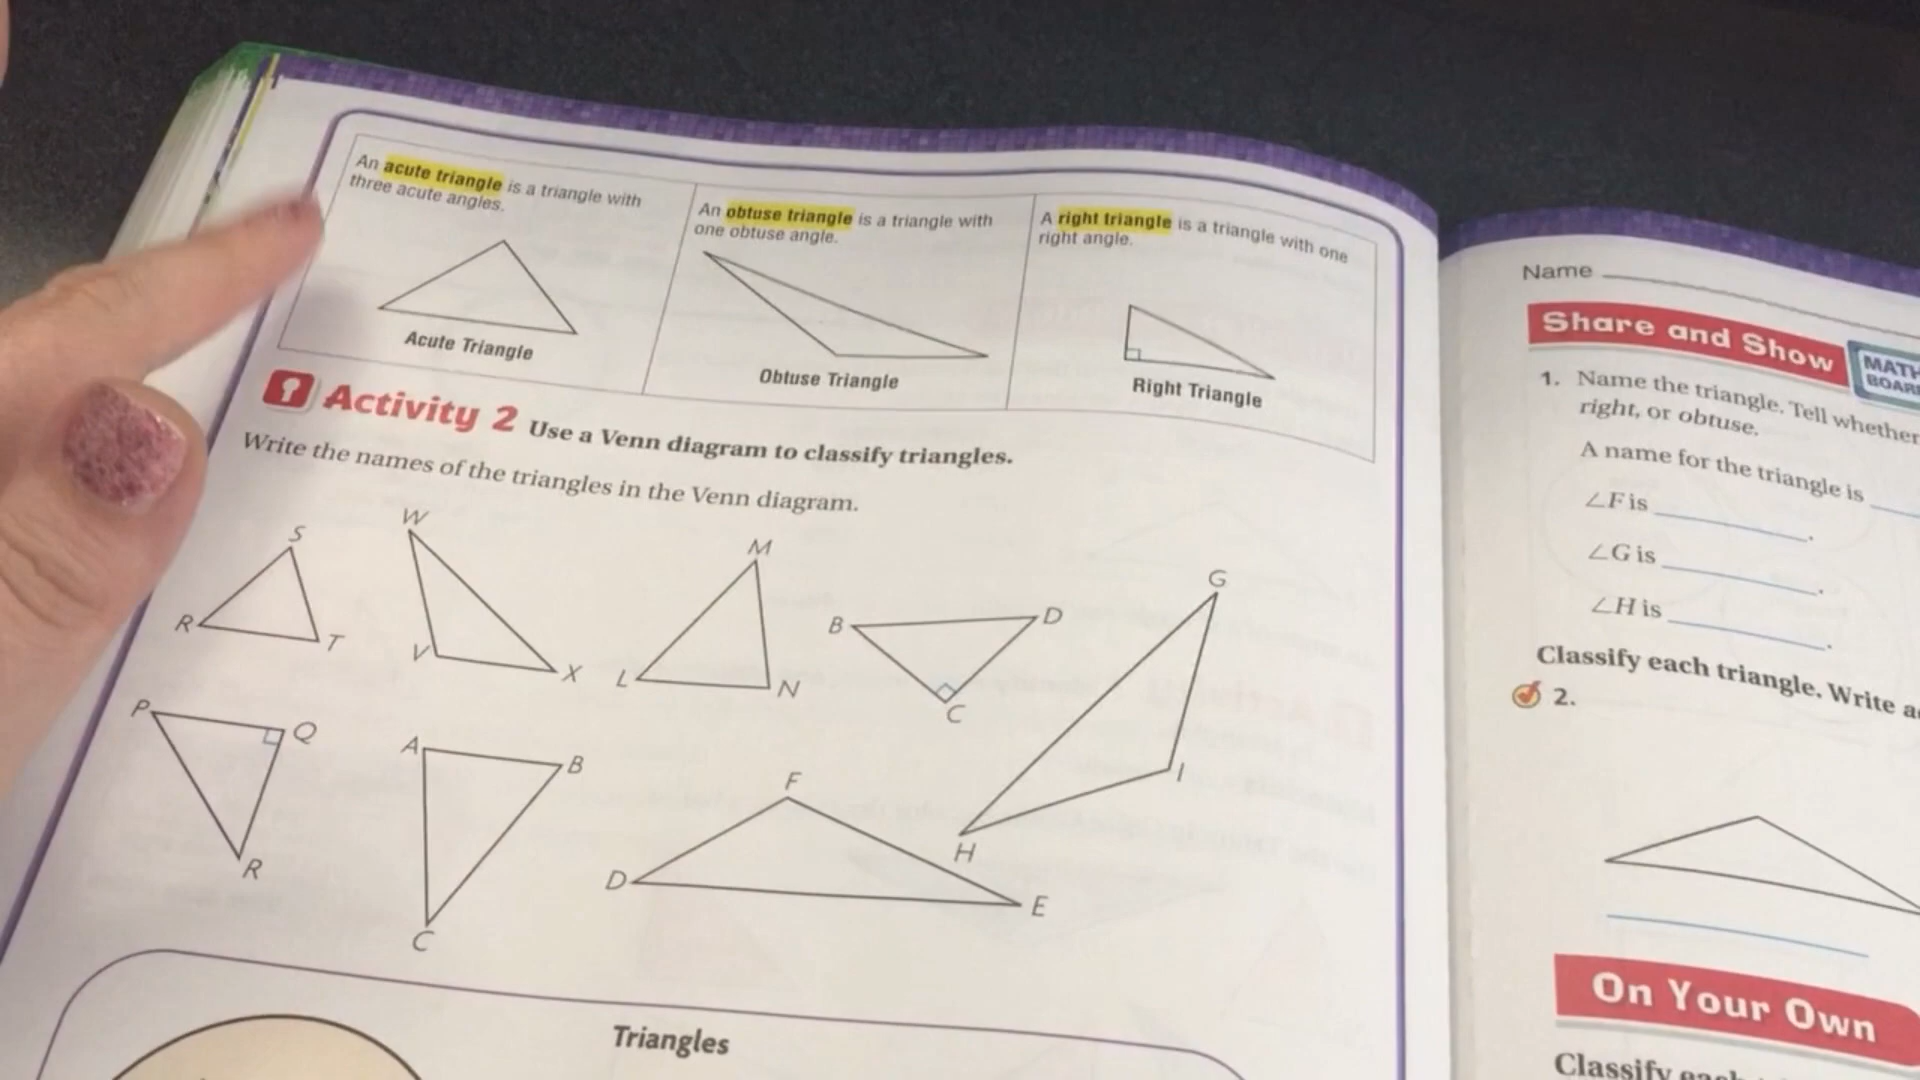 An acute triangle is a triangle with
three acute angles.
Acute Triangle
An obtuse triangle is a triangle with
one obtuse angle.
Obtuse Triangle
A right triangle is a triangle with one
right angle.
Right Triangle
Activity 2 Use a Venn diagram to classify triangles.
Write the names of the triangles in the Venn diagram.
S
R
T
W
V
X
M
L
N
B
D
C
G
H
I
P
Q
R
A
B
C
F
D
E
Triangles
Name
Share and Show
MATH
BOARD
1. Name the triangle. Tell whether
right, or obtuse.
A name for the triangle is
∠F is .
∠G is .
∠H is .
Classify each triangle. Write
2.
On Your Own
Classify